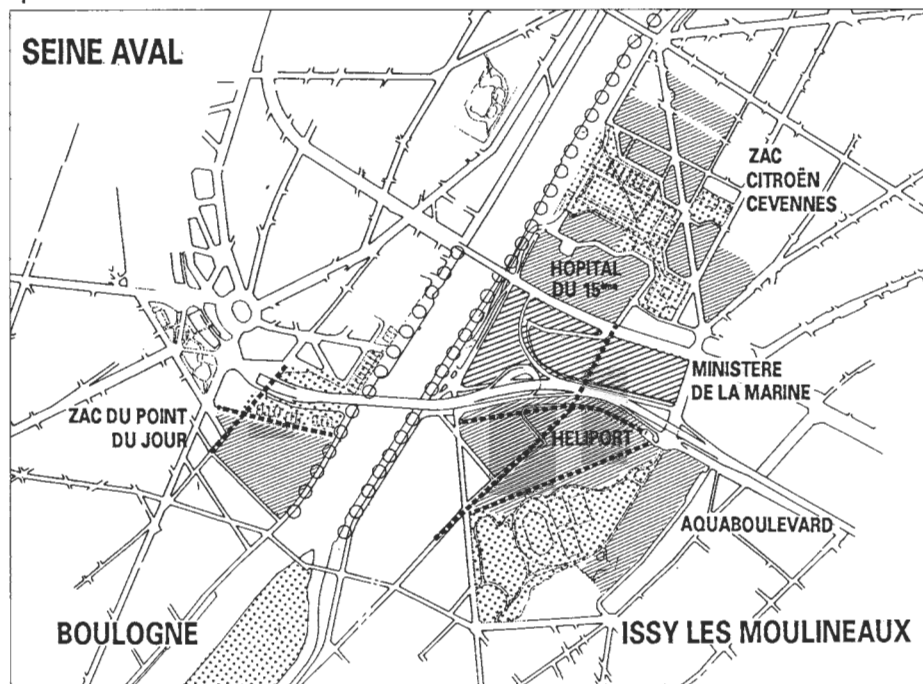 SEINE AVAL
ZAC
CITROËN
CEVENNES
HOPITAL
DU 15ème
MINISTERE
DE LA MARINE
ZAC DU POINT
DU JOUR
HELIPORT
AQUABOULEVARD
BOULOGNE
ISSY LES MOULINEAUX